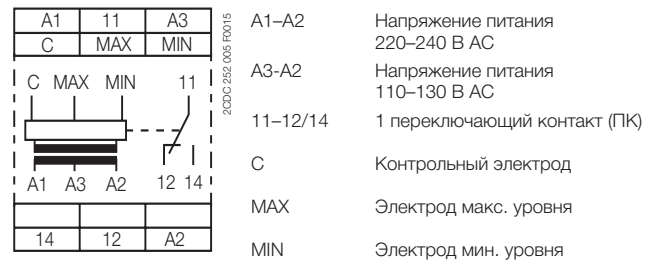 A1 11 A3
C MAX MIN
C MAX MIN 11
A1 A3 A2 12 14
14 12 A2
2CDC 252 005 F0015
A1–A2 Напряжение питания
220–240 В AC
A3-A2 Напряжение питания
110–130 В AC
11–12/14 1 переключающий контакт (ПК)
C Контрольный электрод
MAX Электрод макс. уровня
MIN Электрод мин. уровня